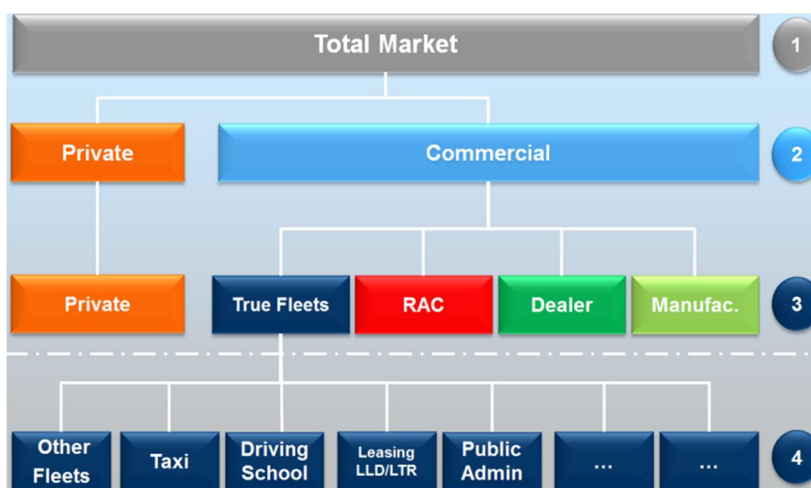 Total Market
1
Private
Commercial
2
Private
True Fleets
RAC
Dealer
Manufac.
3
Other
Fleets
Taxi
Driving
School
Leasing
LLD/LTR
Public
Admin
...
...
4